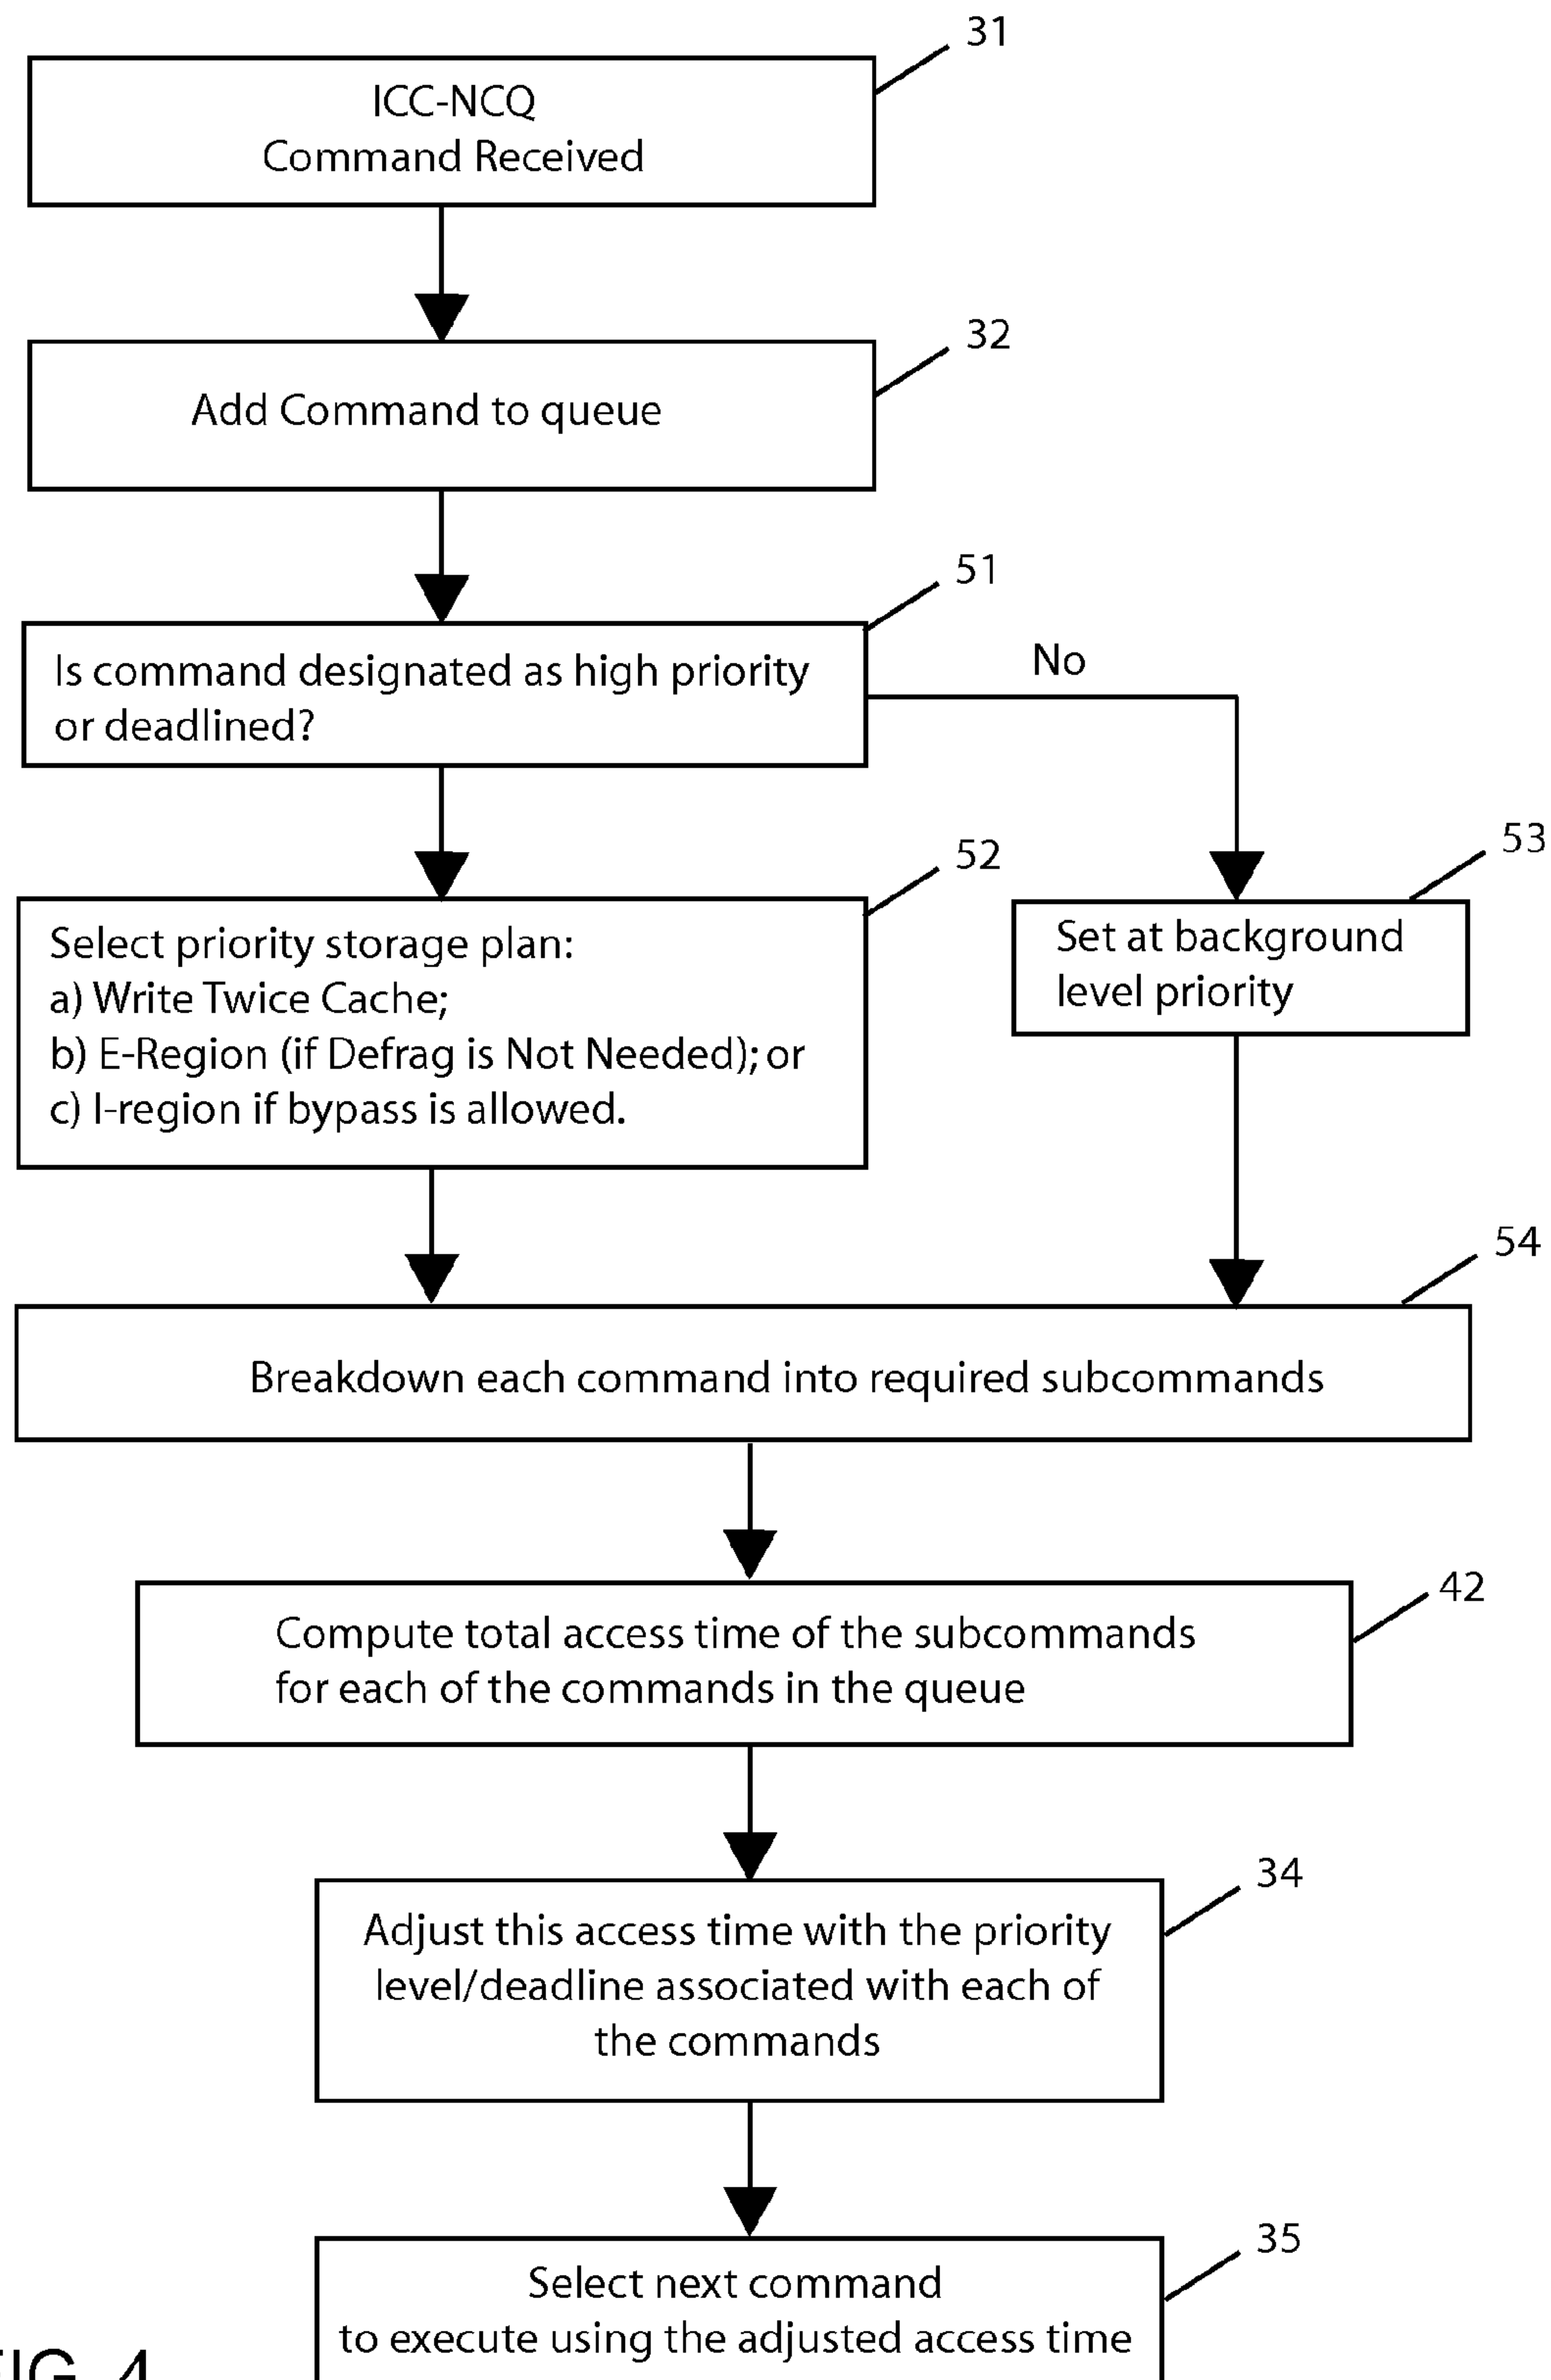 31
ICC-NCQ
Command Received
32
Add Command to queue
51
Is command designated as high priority
or deadlined?
No
52
Select priority storage plan:
a) Write Twice Cache;
b) E-Region (if Defrag is Not Needed); or
c) I-region if bypass is allowed.
53
Set at background
level priority
54
Breakdown each command into required subcommands
42
Compute total access time of the subcommands
for each of the commands in the queue
34
Adjust this access time with the priority
level/deadline associated with each of
the commands
35
Select next command
to execute using the adjusted access time
FIG. 4